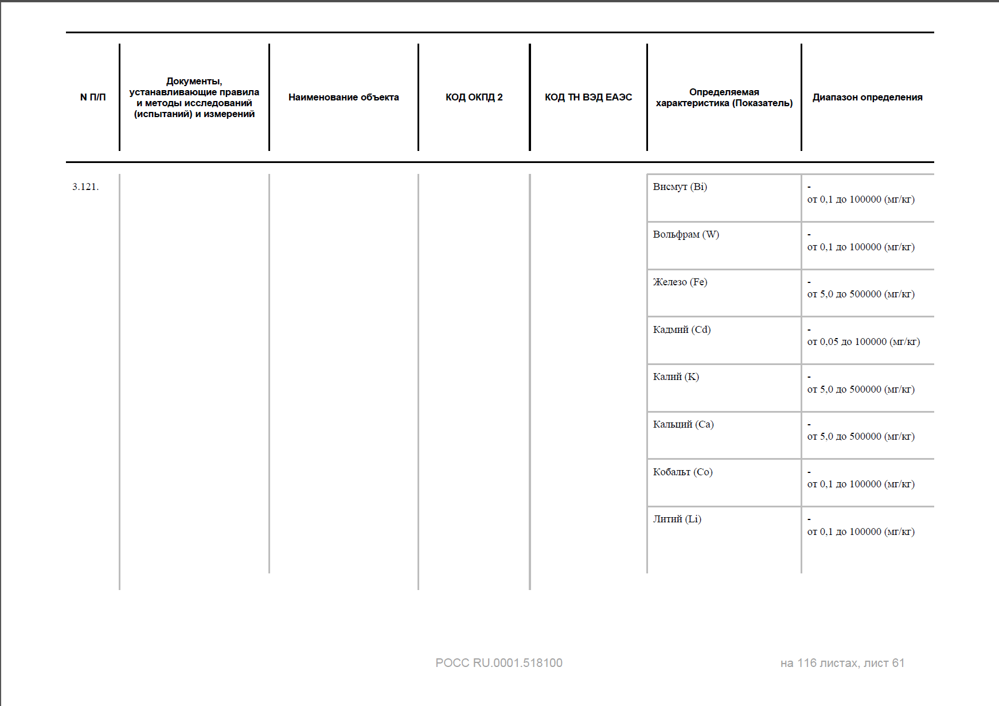 N П/П
Документы,
устанавливающие правила
и методы исследований
(испытаний) и измерений
Наименование объекта
КОД ОКПД 2
КОД ТН ВЭД ЕАЭС
Определяемая
характеристика (Показатель)
Диапазон определения
3.121.
Висмут (Bi)
-
от 0,1 до 100000 (мг/кг)
Вольфрам (W)
-
от 0,1 до 100000 (мг/кг)
Железо (Fe)
-
от 5,0 до 500000 (мг/кг)
Кадмий (Cd)
-
от 0,05 до 100000 (мг/кг)
Калий (K)
-
от 5,0 до 500000 (мг/кг)
Кальций (Ca)
-
от 5,0 до 500000 (мг/кг)
Кобальт (Co)
-
от 0,1 до 100000 (мг/кг)
Литий (Li)
-
от 0,1 до 100000 (мг/кг)
РОСС RU.0001.518100
на 116 листах, лист 61